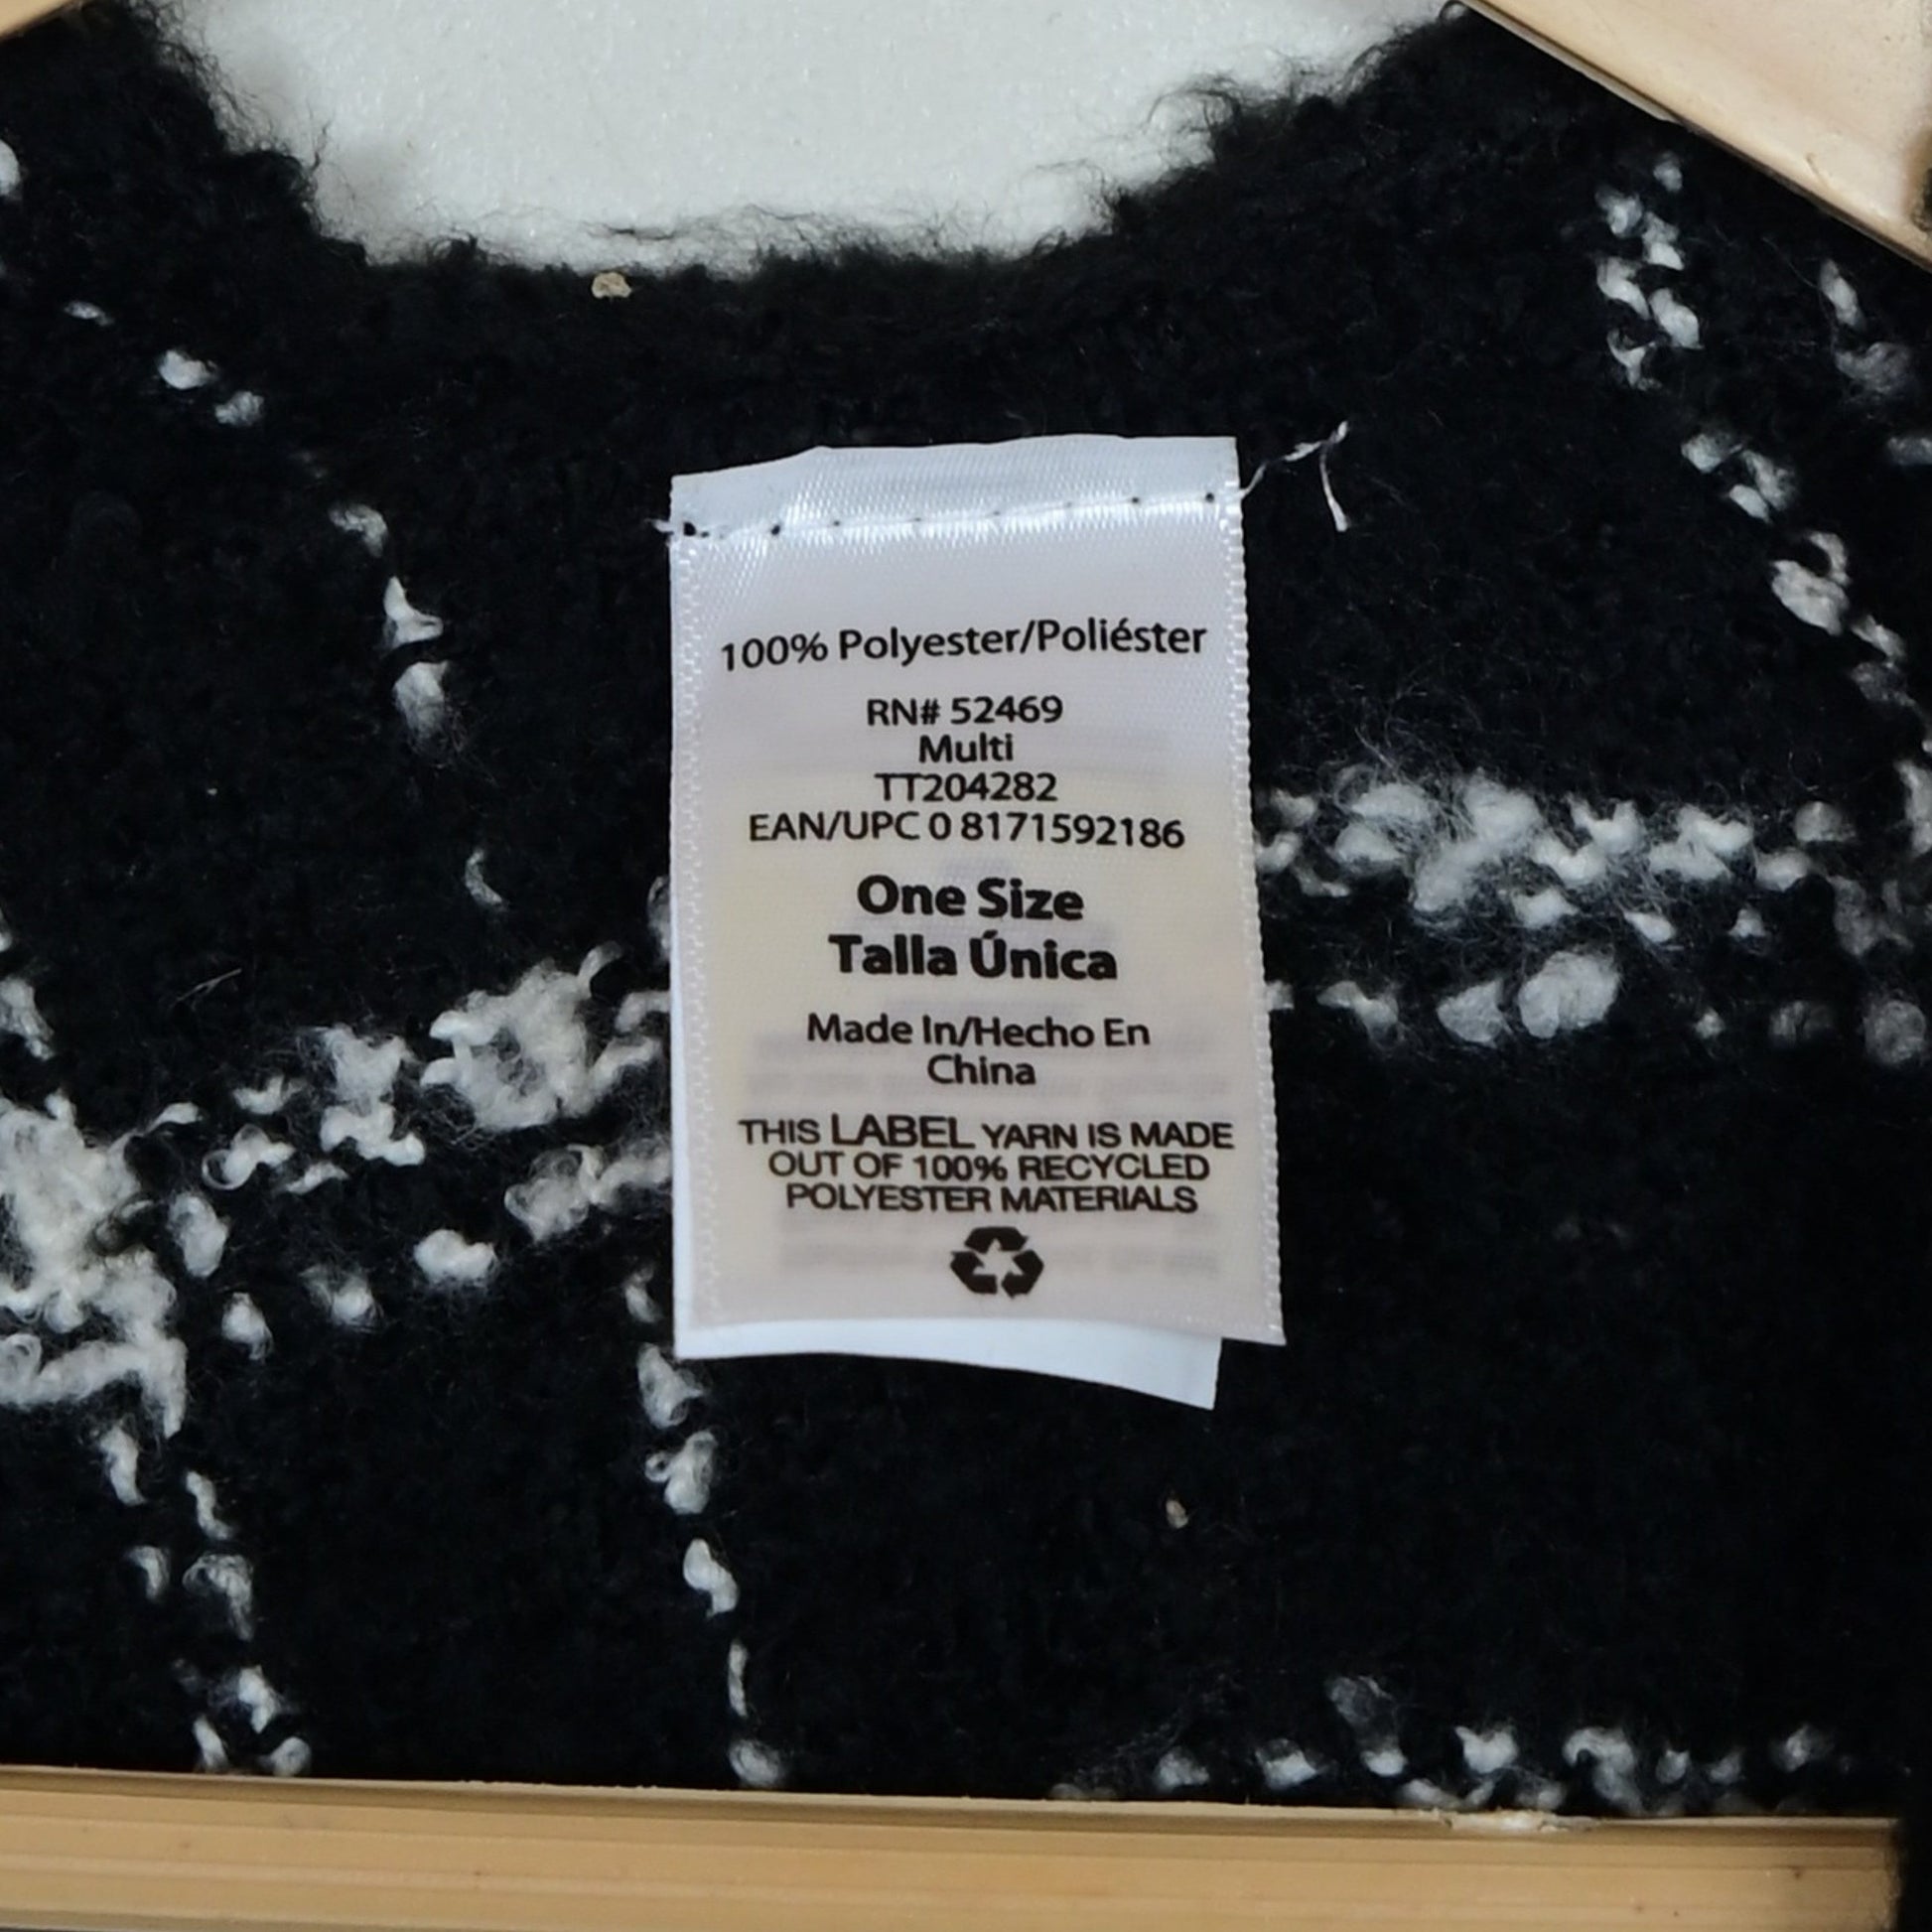 100% Polyester/Poliéster
RN# 52469
Multi
TT204282
EAN/UPC 0 8171592186
One Size
Talla Única
Made In/Hecho En
China
THIS LABEL YARN IS MADE
OUT OF 100% RECYCLED
POLYESTER MATERIALS